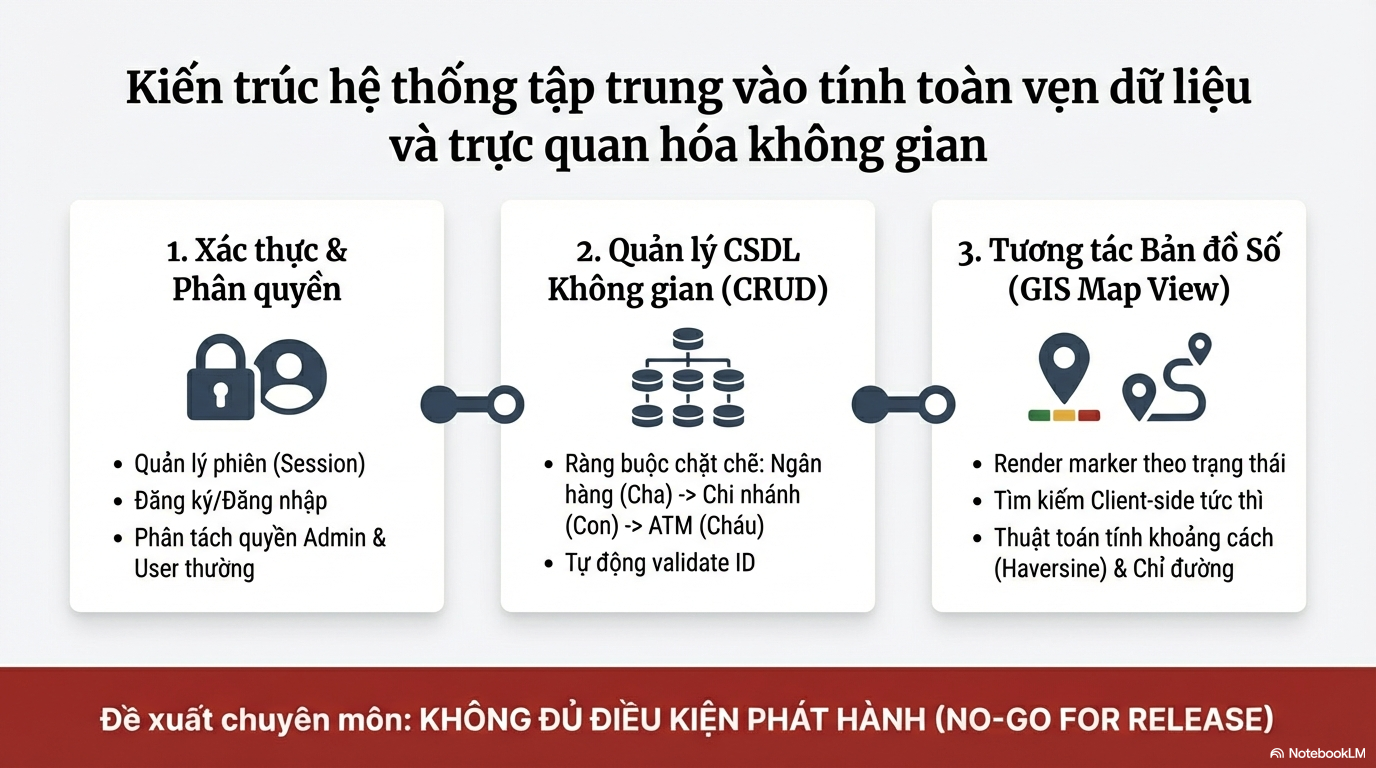 Kiến trúc hệ thống tập trung vào tính toàn vẹn dữ liệu
và trực quan hóa không gian
1. Xác thực &
Phân quyền
• Quản lý phiên (Session)
• Đăng ký/Đăng nhập
• Phân tách quyền Admin &
User thường
2. Quản lý CSDL
Không gian (CRUD)
• Ràng buộc chặt chẽ: Ngân
hàng (Cha) -> Chi nhánh
(Con) -> ATM (Cháu)
• Tự động validate ID
3. Tương tác Bản đồ Số
(GIS Map View)
• Render marker theo trạng thái
• Tìm kiếm Client-side tức thì
• Thuật toán tính khoảng cách
(Haversine) & Chỉ đường
Đề xuất chuyên môn: KHÔNG ĐỦ ĐIỀU KIỆN PHÁT HÀNH (NO-GO FOR RELEASE)
NotebookLM